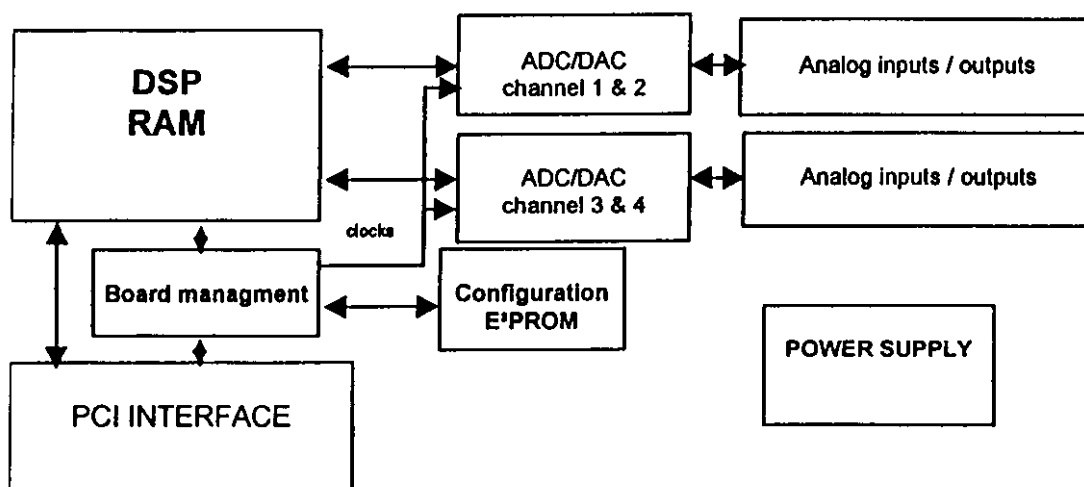 DSP
RAM
ADC/DAC
channel 1 & 2
Analog inputs / outputs
ADC/DAC
channel 3 & 4
Analog inputs / outputs
clocks
Board managment
Configuration
E³PROM
POWER SUPPLY
PCI INTERFACE